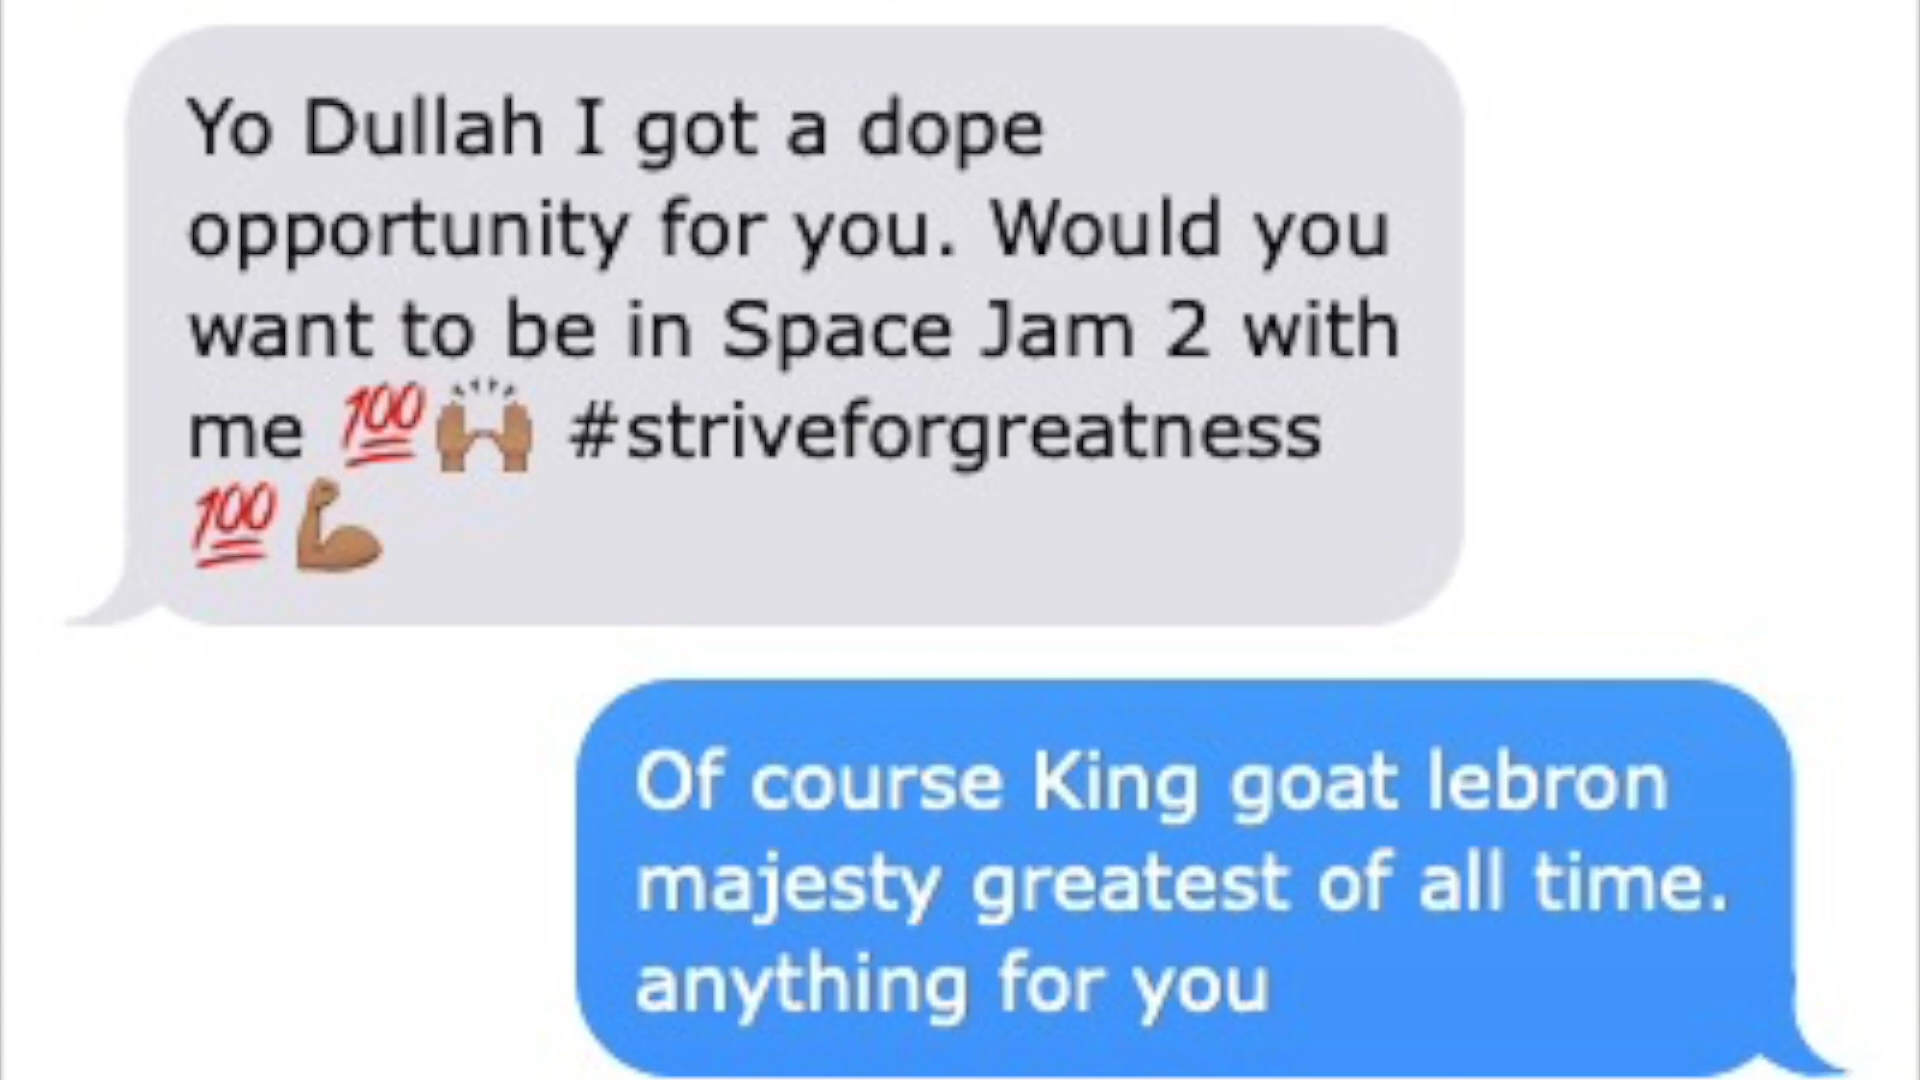 Yo Dullah I got a dope
opportunity for you. Would you
want to be in Space Jam 2 with
me 💯🙌🏽 #striveforgreatness
💯💪🏽
Of course King goat lebron
majesty greatest of all time.
anything for you